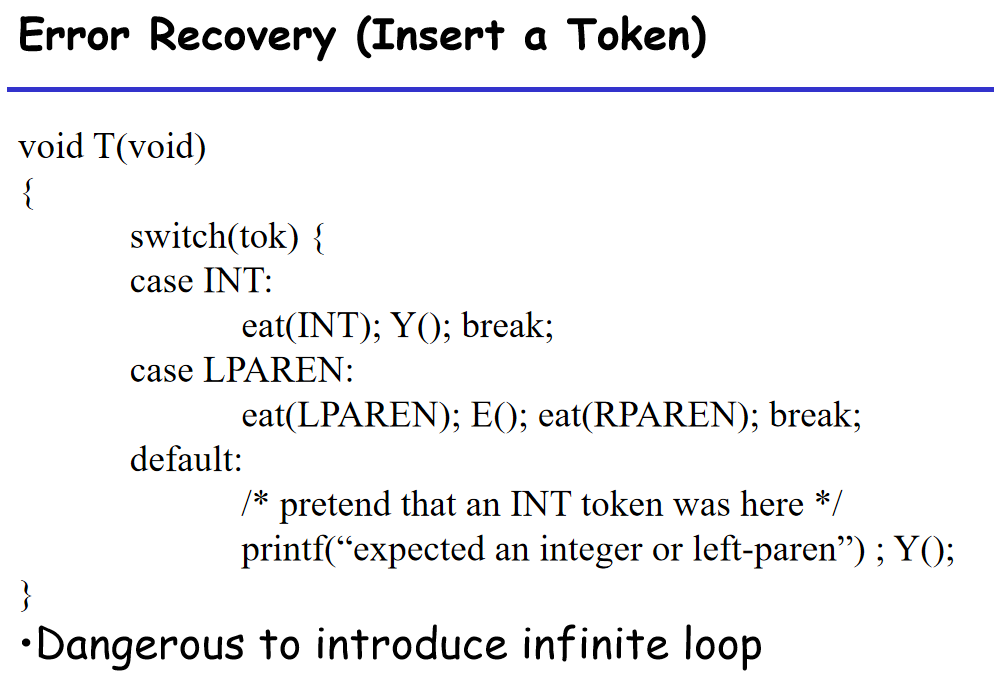 Error Recovery (Insert a Token)
void T(void)
{
switch(tok) {
case INT:
eat(INT); Y(); break;
case LPAREN:
eat(LPAREN); E(); eat(RPAREN); break;
default:
/* pretend that an INT token was here */
printf(“expected an integer or left-paren”) ; Y();
}
•Dangerous to introduce infinite loop